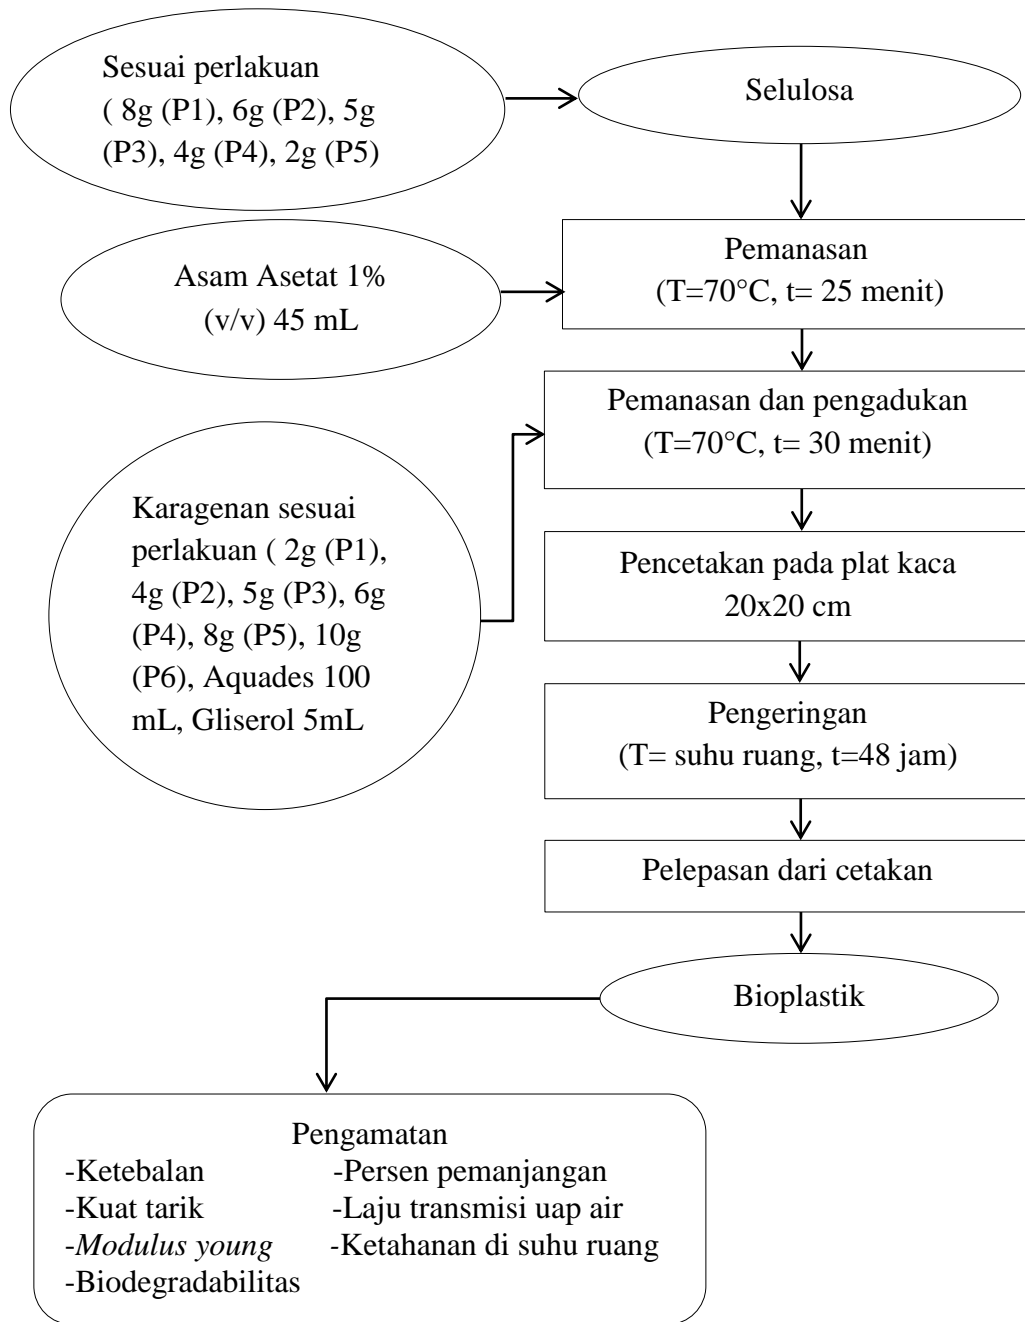 Sesuai perlakuan
( 8g (P1), 6g (P2), 5g
(P3), 4g (P4), 2g (P5)
Selulosa
Asam Asetat 1%
(v/v) 45 mL
Pemanasan
(T=70°C, t= 25 menit)
Pemanasan dan pengadukan
(T=70°C, t= 30 menit)
Karagenan sesuai
perlakuan ( 2g (P1),
4g (P2), 5g (P3), 6g
(P4), 8g (P5), 10g
(P6), Aquades 100
mL, Gliserol 5mL
Pencetakan pada plat kaca
20x20 cm
Pengeringan
(T= suhu ruang, t=48 jam)
Pelepasan dari cetakan
Bioplastik
Pengamatan
-Ketebalan -Persen pemanjangan
-Kuat tarik -Laju transmisi uap air
-Modulus young -Ketahanan di suhu ruang
-Biodegradabilitas